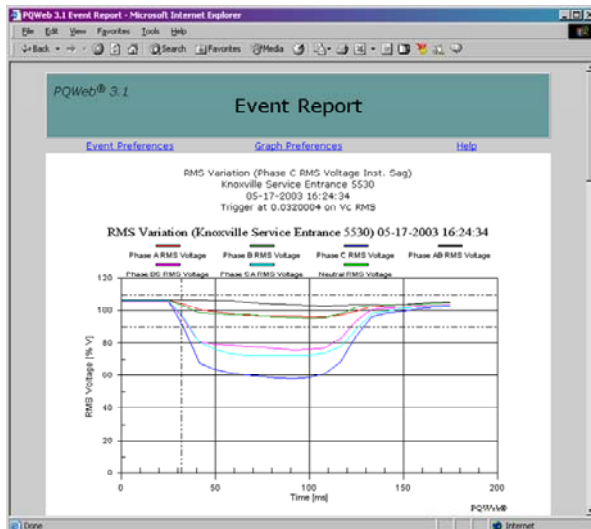 PQWeb 3.1 Event Report - Microsoft Internet Explorer
File Edit View Favorites Tools Help
Back Search Favorites Media
PQWeb® 3.1
Event Report
Event Preferences Graph Preferences Help
RMS Variation (Phase C RMS Voltage Inst. Sag)
Knoxville Service Entrance 5530
05-17-2003 16:24:34
Trigger at 0.0320004 on Vc RMS
RMS Variation (Knoxville Service Entrance 5530) 05-17-2003 16:24:34
Phase A RMS Voltage Phase B RMS Voltage Phase C RMS Voltage Phase AB RMS Voltage
Phase BC RMS Voltage Phase CA RMS Voltage Neutral RMS Voltage
120
100
80
60
40
20
0
RMS Voltage [% V]
0 50 100 150 200
Time [ms]
PQWeb®
Done Internet